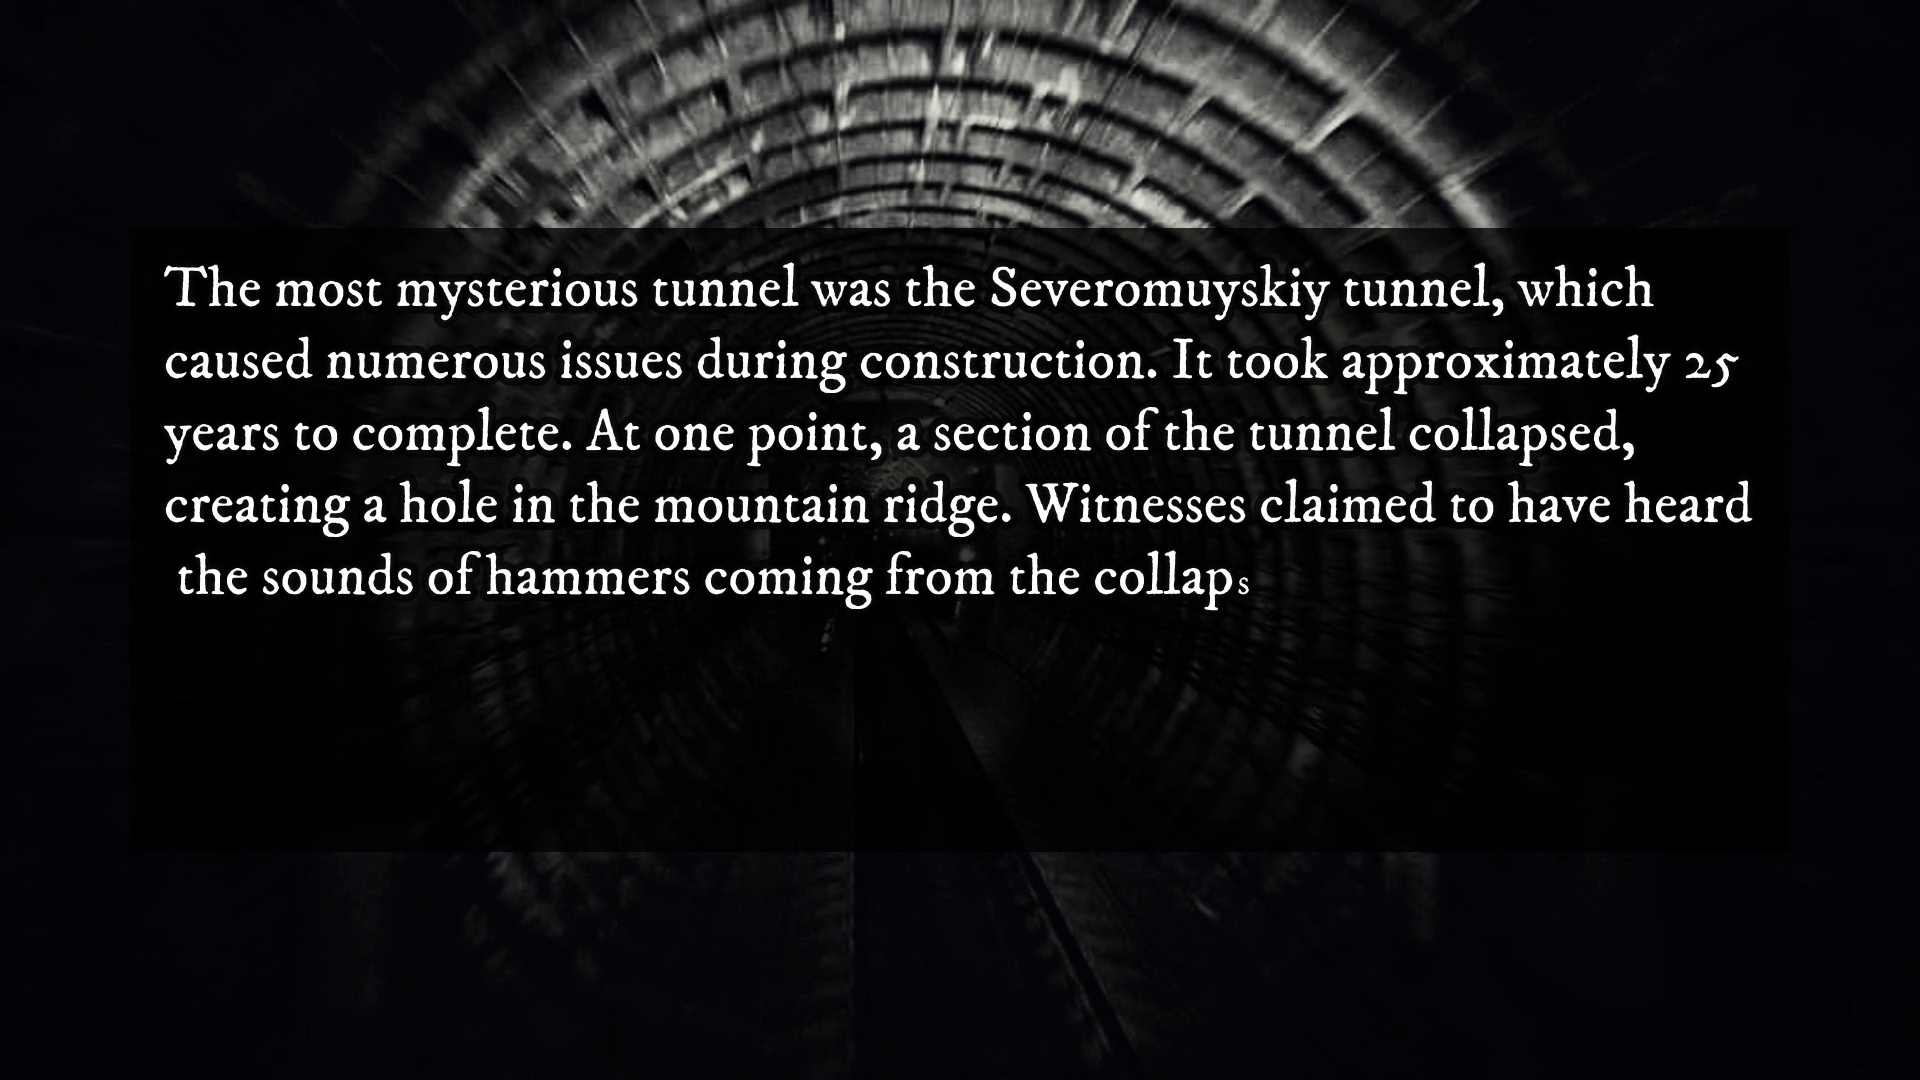 The most mysterious tunnel was the Severomuyskiy tunnel, which
caused numerous issues during construction. It took approximately 25
years to complete. At one point, a section of the tunnel collapsed,
creating a hole in the mountain ridge. Witnesses claimed to have heard
the sounds of hammers coming from the collaps